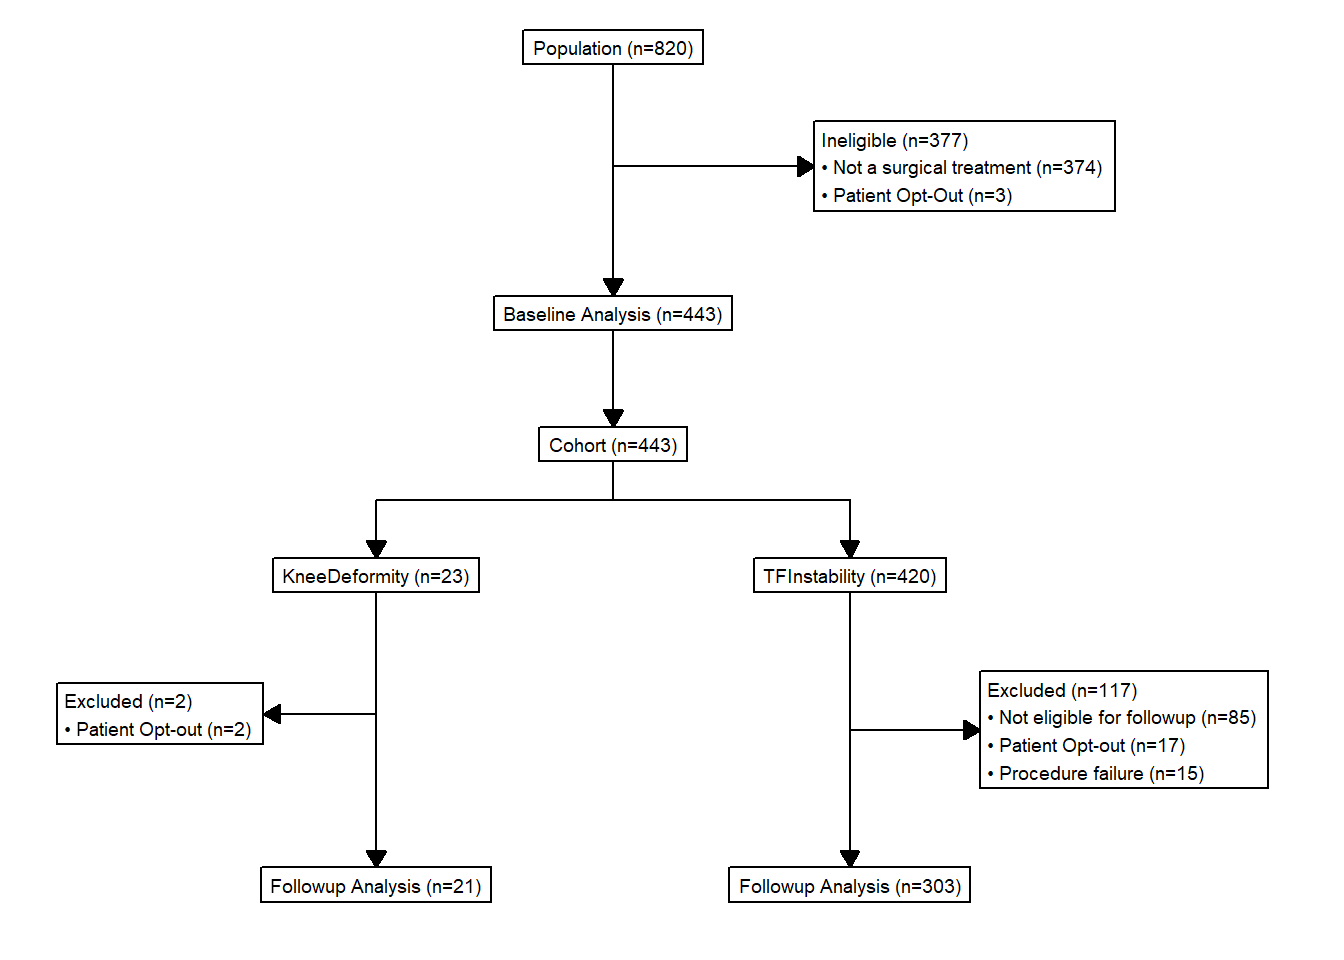 Population (n=820)
Ineligible (n=377)
• Not a surgical treatment (n=374)
• Patient Opt-Out (n=3)
Baseline Analysis (n=443)
Cohort (n=443)
KneeDeformity (n=23)
TFInstability (n=420)
Excluded (n=2)
• Patient Opt-out (n=2)
Excluded (n=117)
• Not eligible for followup (n=85)
• Patient Opt-out (n=17)
• Procedure failure (n=15)
Followup Analysis (n=21)
Followup Analysis (n=303)